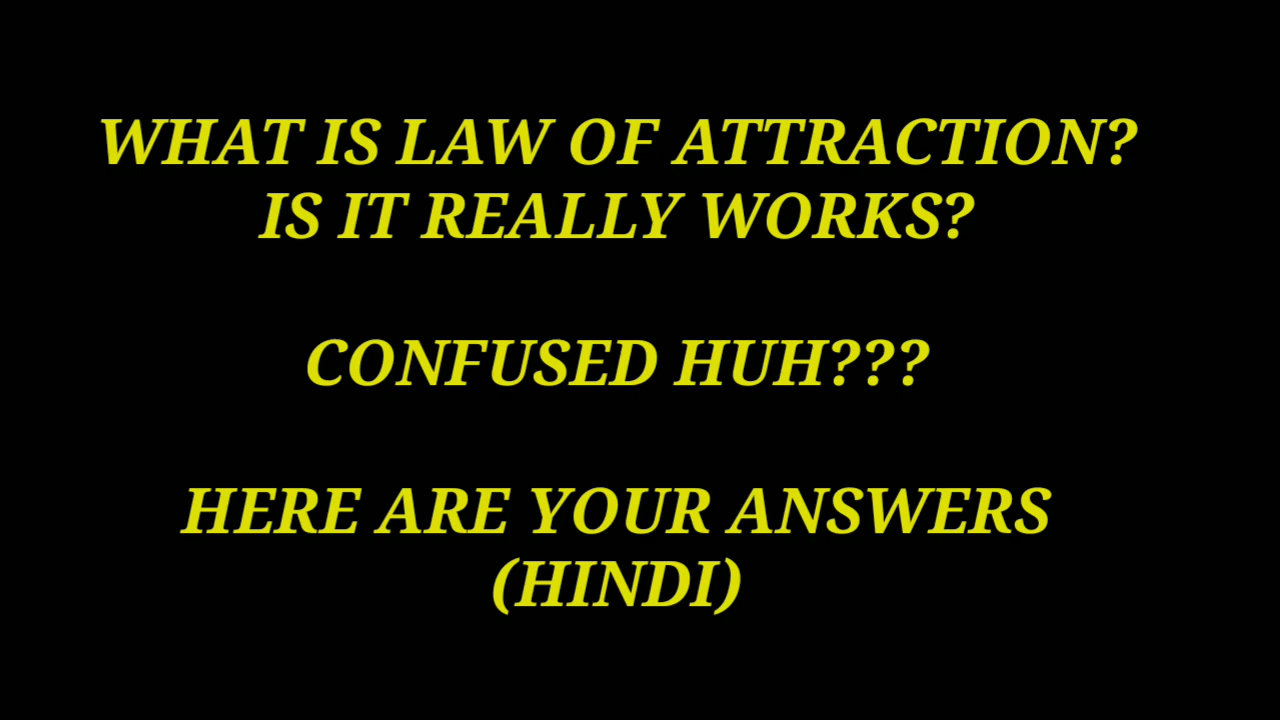 WHAT IS LAW OF ATTRACTION?
IS IT REALLY WORKS?
CONFUSED HUH???
HERE ARE YOUR ANSWERS
(HINDI)